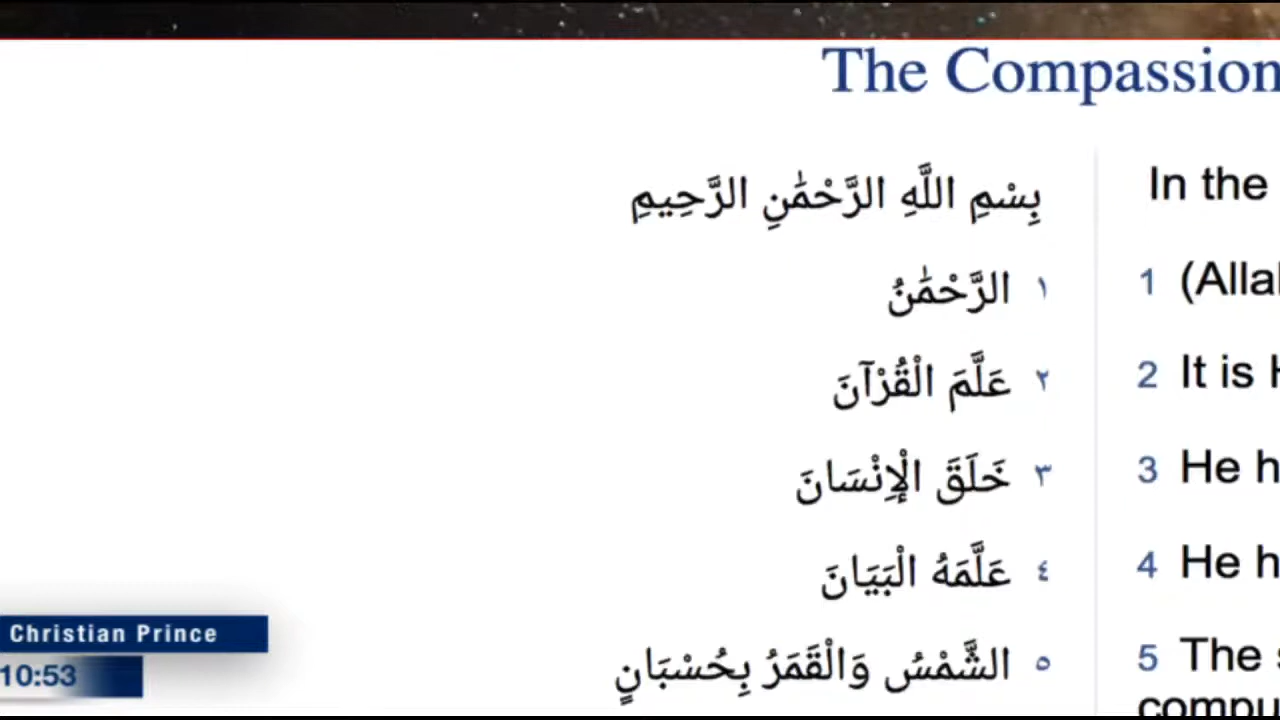 The Compassion
بِسْمِ اللَّهِ الرَّحْمَٰنِ الرَّحِيمِ
In the
١ الرَّحْمَٰنُ
1 (Alla
٢ عَلَّمَ الْقُرْآنَ
2 It is H
٣ خَلَقَ الْإِنْسَانَ
3 He h
٤ عَلَّمَهُ الْبَيَانَ
4 He h
٥ الشَّمْسُ وَالْقَمَرُ بِحُسْبَانٍ
5 The s
compu
Christian Prince
10:53